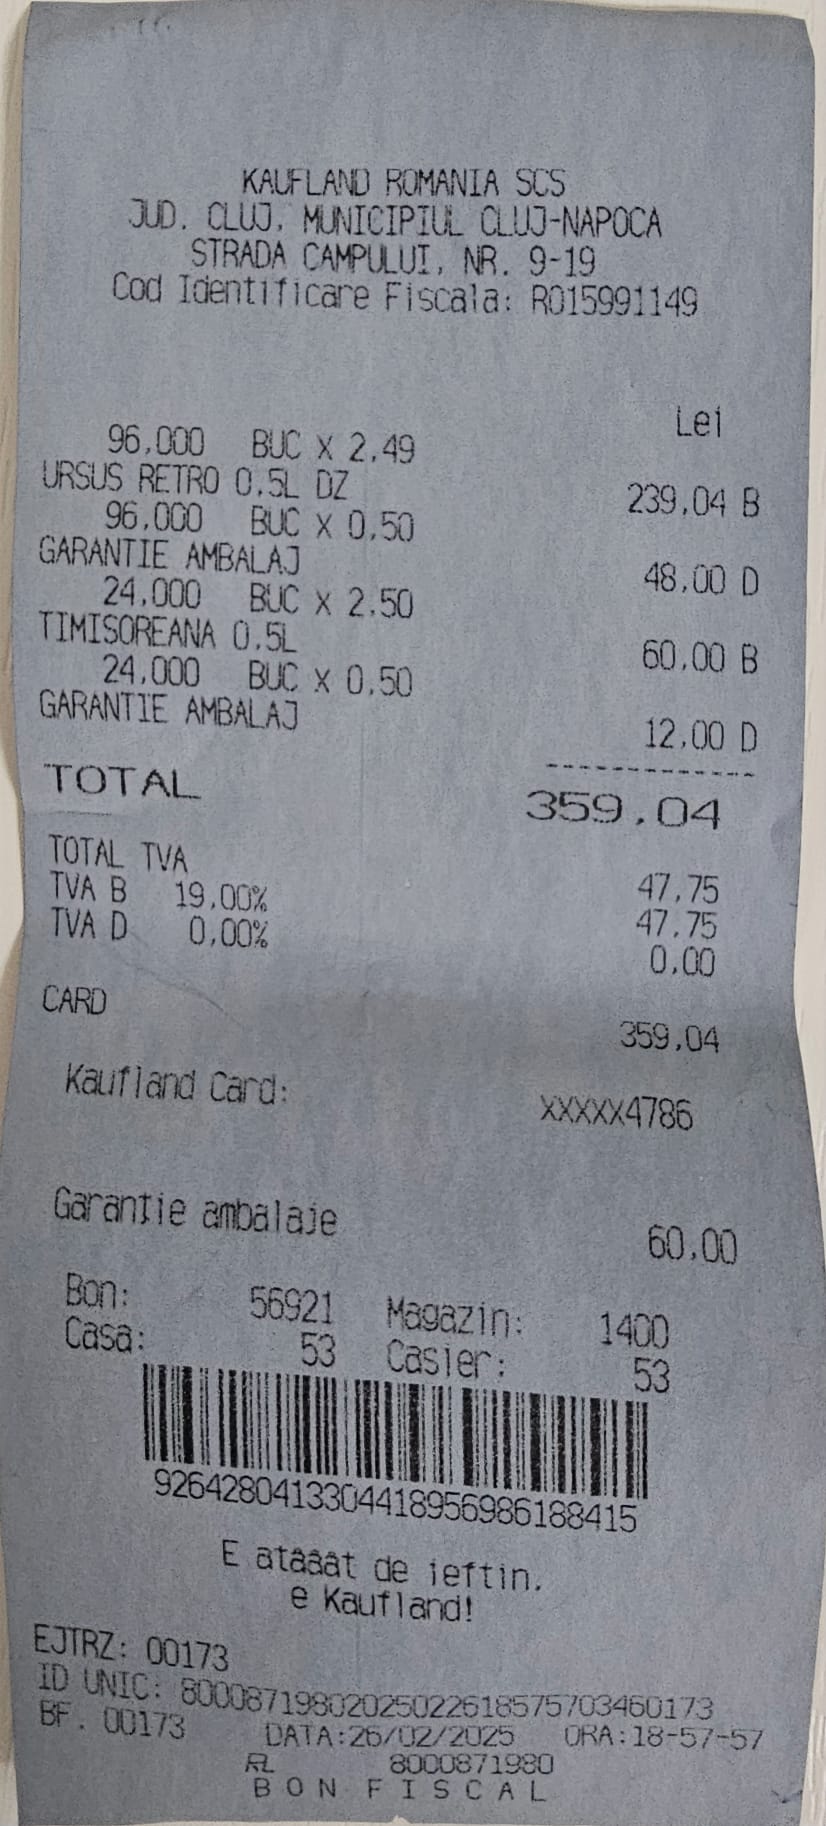 KAUFLAND ROMANIA SCS
JUD. CLUJ, MUNICIPIUL CLUJ-NAPOCA
STRADA CAMPULUI, NR. 9-19
Cod Identificare Fiscala: RO15991149
Lei
96,000 BUC X 2,49
URSUS RETRO 0,5L DZ 239,04 B
96,000 BUC X 0,50
GARANTIE AMBALAJ 48,00 D
24,000 BUC X 2,50
TIMISOREANA 0,5L 60,00 B
24,000 BUC X 0,50
GARANTIE AMBALAJ 12,00 D
TOTAL 359,04
TOTAL TVA 47,75
TVA B 19,00% 47,75
TVA D 0,00% 0,00
CARD 359,04
Kaufland Card: XXXXX4786
Garantie ambalaje 60,00
Bon: 56921 Magazin: 1400
Casa: 53 Casier: 53
9264280413304418956986188415
E atâââât de ieftin,
e Kaufland!
EJTRZ: 00173
ID UNIC: 8000871980202502261857570346​0173
BF. 00173 DATA:26/02/2025 ORA:18-57-57
8000871980
BON FISCAL